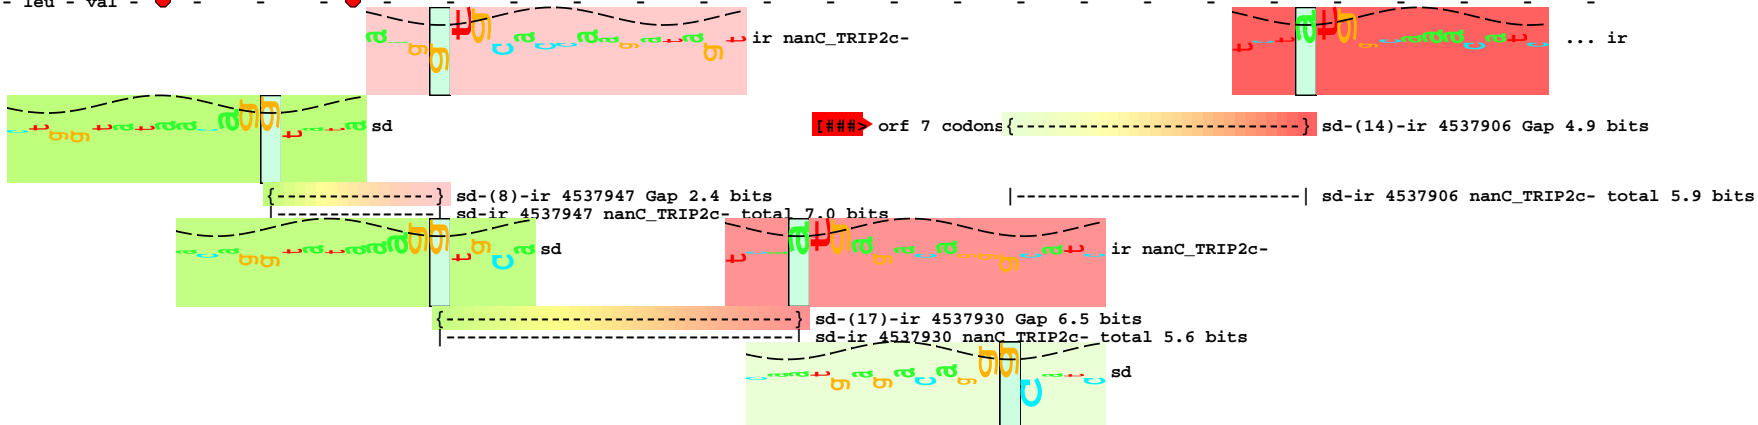 - leu - val - - - - - - - - - - - - - - - - - - - - - - -
ir nanC_TRIP2c-
... ir
sd
[###> orf 7 codons
{--------------------------} sd-(14)-ir 4537906 Gap 4.9 bits
{---------------} sd-(8)-ir 4537947 Gap 2.4 bits
|--------------------------| sd-ir 4537906 nanC_TRIP2c- total 5.9 bits
|---------------| sd-ir 4537947 nanC_TRIP2c- total 7.0 bits
sd
ir nanC_TRIP2c-
{--------------------------------} sd-(17)-ir 4537930 Gap 6.5 bits
|--------------------------------| sd-ir 4537930 nanC_TRIP2c- total 5.6 bits
sd